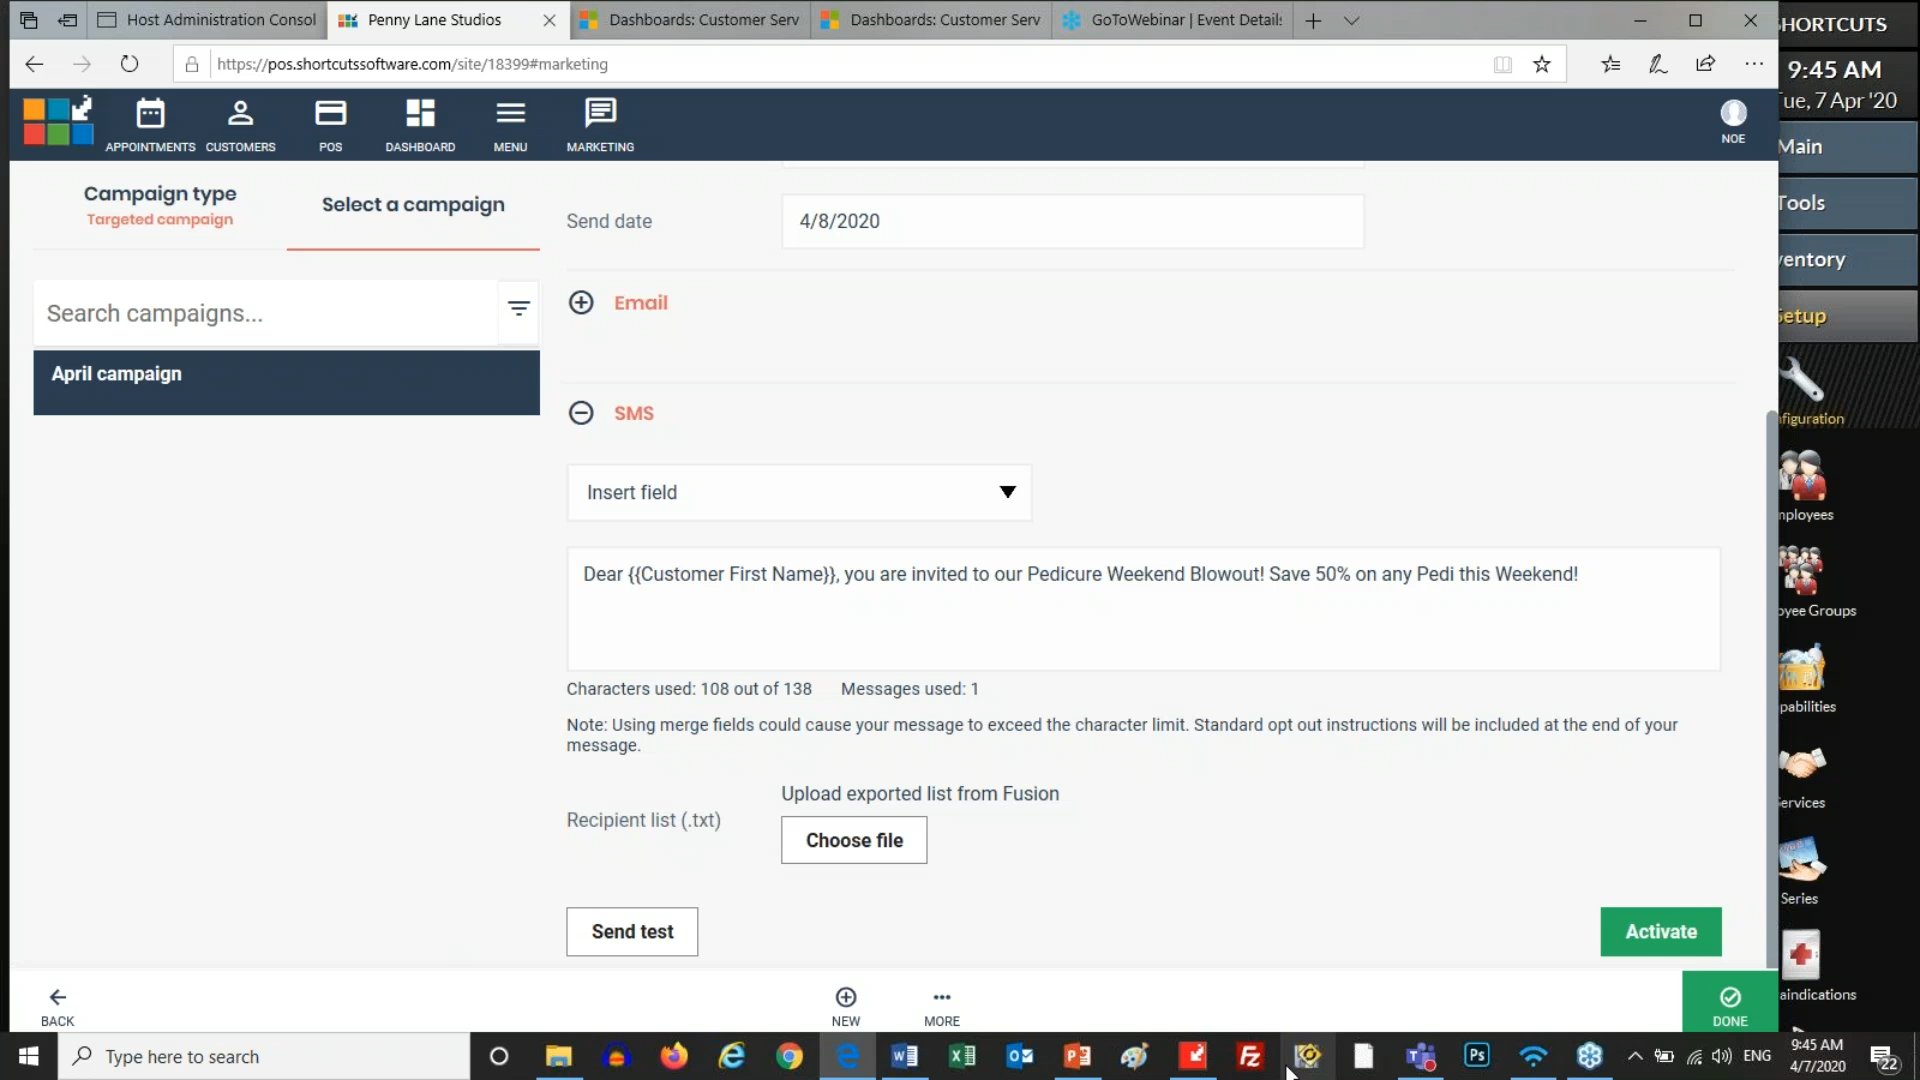 Host Administration Consol
Penny Lane Studios
Dashboards: Customer Serv
Dashboards: Customer Serv
GoToWebinar | Event Details
https://pos.shortcutssoftware.com/site/18399#marketing
APPOINTMENTS
CUSTOMERS
POS
DASHBOARD
MENU
MARKETING
NOE
Campaign type
Targeted campaign
Select a campaign
Search campaigns...
April campaign
Send date
4/8/2020
Email
SMS
Insert field
Dear {{Customer First Name}}, you are invited to our Pedicure Weekend Blowout! Save 50% on any Pedi this Weekend!
Characters used: 108 out of 138 Messages used: 1
Note: Using merge fields could cause your message to exceed the character limit. Standard opt out instructions will be included at the end of your
message.
Recipient list (.txt)
Upload exported list from Fusion
Choose file
Send test
Activate
BACK
NEW
MORE
DONE
HORTCUTS
9:45 AM
ue, 7 Apr '20
Main
Tools
ventory
Setup
nfiguration
mployees
oyee Groups
pabilities
Services
Series
aindications
Type here to search
Ps
ENG
9:45 AM
4/7/2020
22